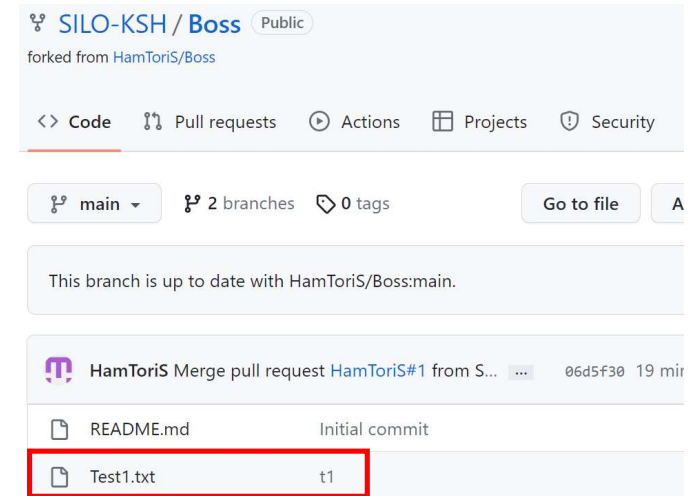 SILO-KSH / Boss Public
forked from HamToriS/Boss
<> Code Pull requests Actions Projects Security
main 2 branches 0 tags Go to file
This branch is up to date with HamToriS/Boss:main.
HamToriS Merge pull request HamToriS#1 from S... ... 06d5f30 19
README.md Initial commit
Test1.txt t1